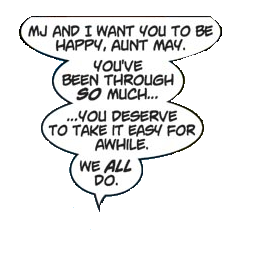 MJ AND I WANT YOU TO BE
HAPPY, AUNT MAY.
YOU'VE
BEEN THROUGH
SO MUCH...
...YOU DESERVE
TO TAKE IT EASY FOR
AWHILE.
WE ALL
DO.